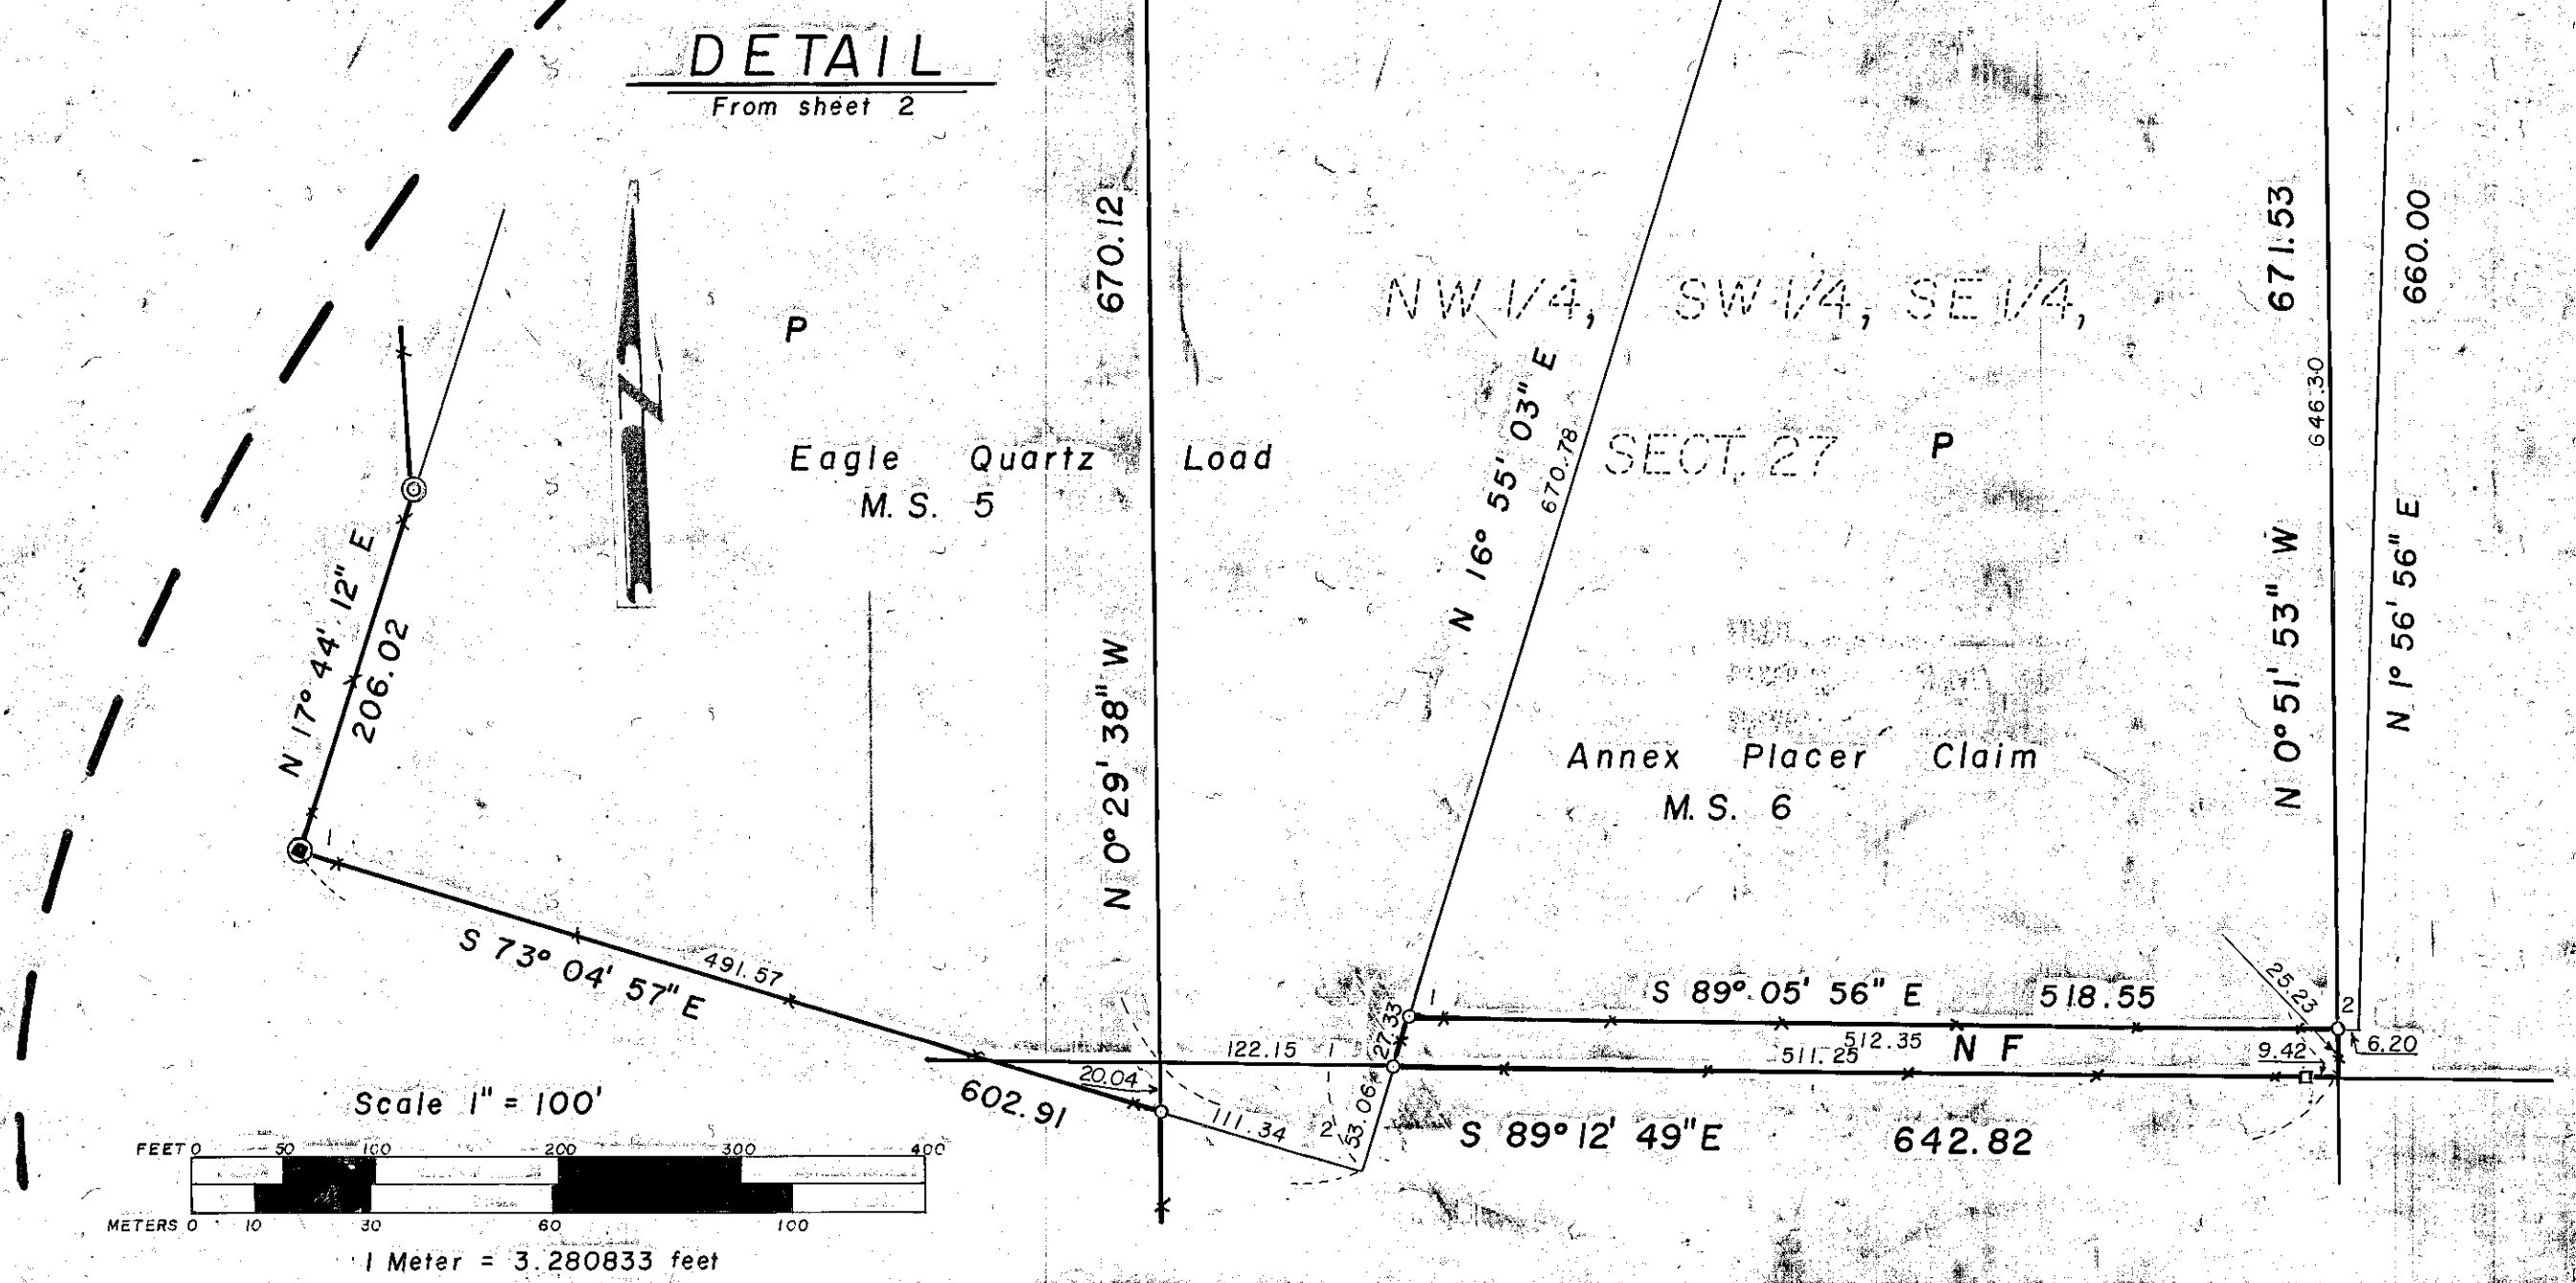 DETAIL
From sheet 2
670.12
671.53
660.00
NW 1/4, SW 1/4, SE 1/4,
P
646.30
N 16° 55' 03" E
670.78
SECT. 27 P
Eagle Quartz Load
M. S. 5
N 17° 44' 12" E
206.02
N 0° 29' 38" W
N 0° 51' 53" W
N 1° 56' 56" E
Annex Placer Claim
M. S. 6
1
S 73° 04' 57" E
491.57
602.91
20.04
122.15
1
111.34
2
53.06
27.33
1
S 89° 05' 56" E 518.55
512.35
511.25
N F
25.23
2
9.42
6.20
S 89° 12' 49" E 642.82
Scale 1" = 100'
FEET 0 50 100 200 300 400
METERS 0 10 30 60 100
1 Meter = 3.280833 feet